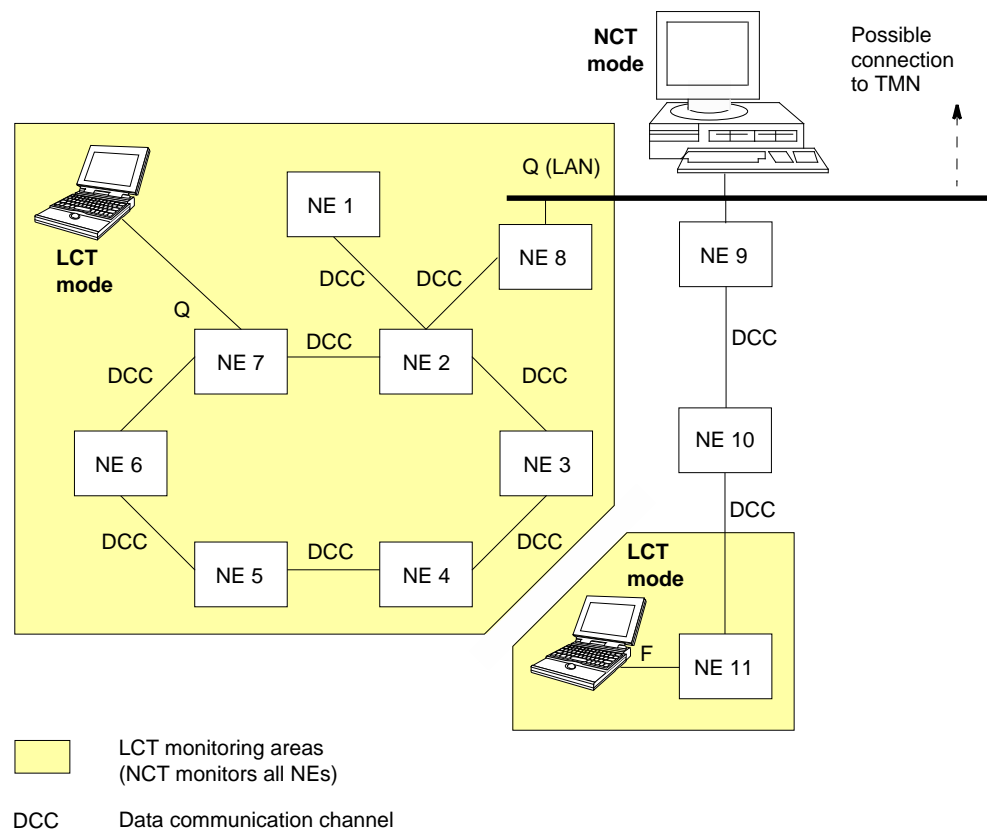 NCT
mode
Possible
connection
to TMN
Q (LAN)
LCT
mode
NE 1
NE 8
NE 9
DCC
DCC
Q
NE 7
DCC
NE 2
DCC
DCC
DCC
NE 6
NE 3
NE 10
DCC
DCC
DCC
DCC
NE 5
NE 4
LCT
mode
F
NE 11
LCT monitoring areas
(NCT monitors all NEs)
DCC Data communication channel